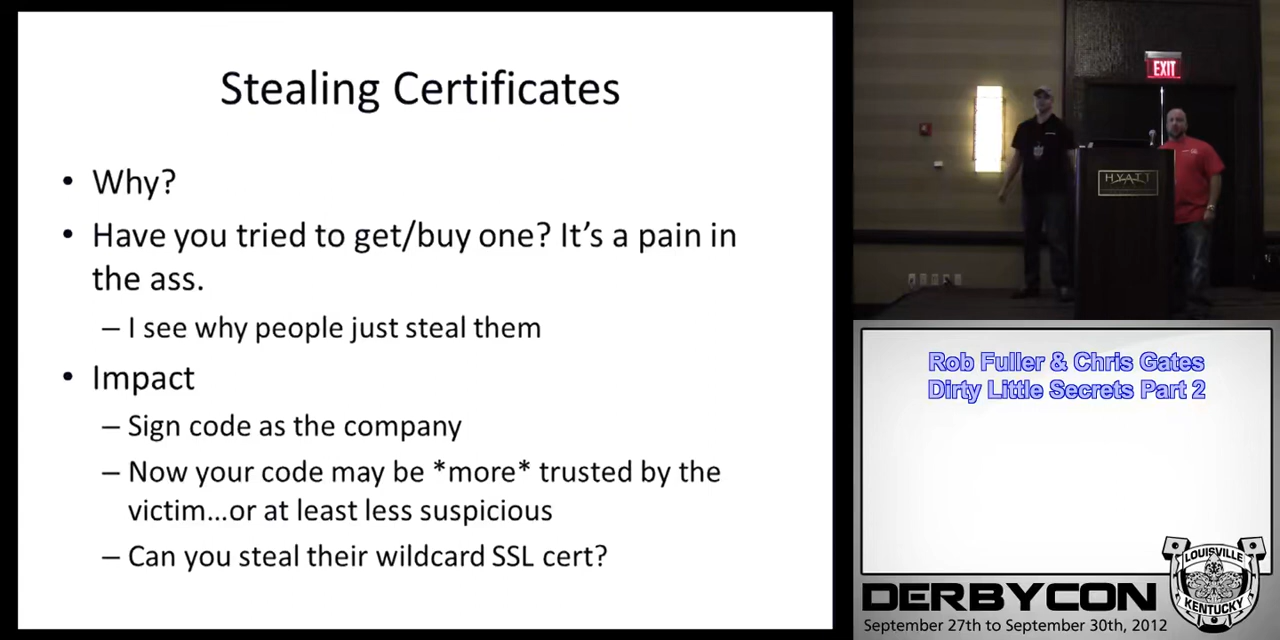 Stealing Certificates
• Why?
• Have you tried to get/buy one? It's a pain in
the ass.
– I see why people just steal them
• Impact
– Sign code as the company
– Now your code may be *more* trusted by the
victim…or at least less suspicious
– Can you steal their wildcard SSL cert?
EXIT
HYATT
Rob Fuller & Chris Gates
Dirty Little Secrets Part 2
LOUISVILLE
KENTUCKY
DERBYCON
September 27th to September 30th, 2012